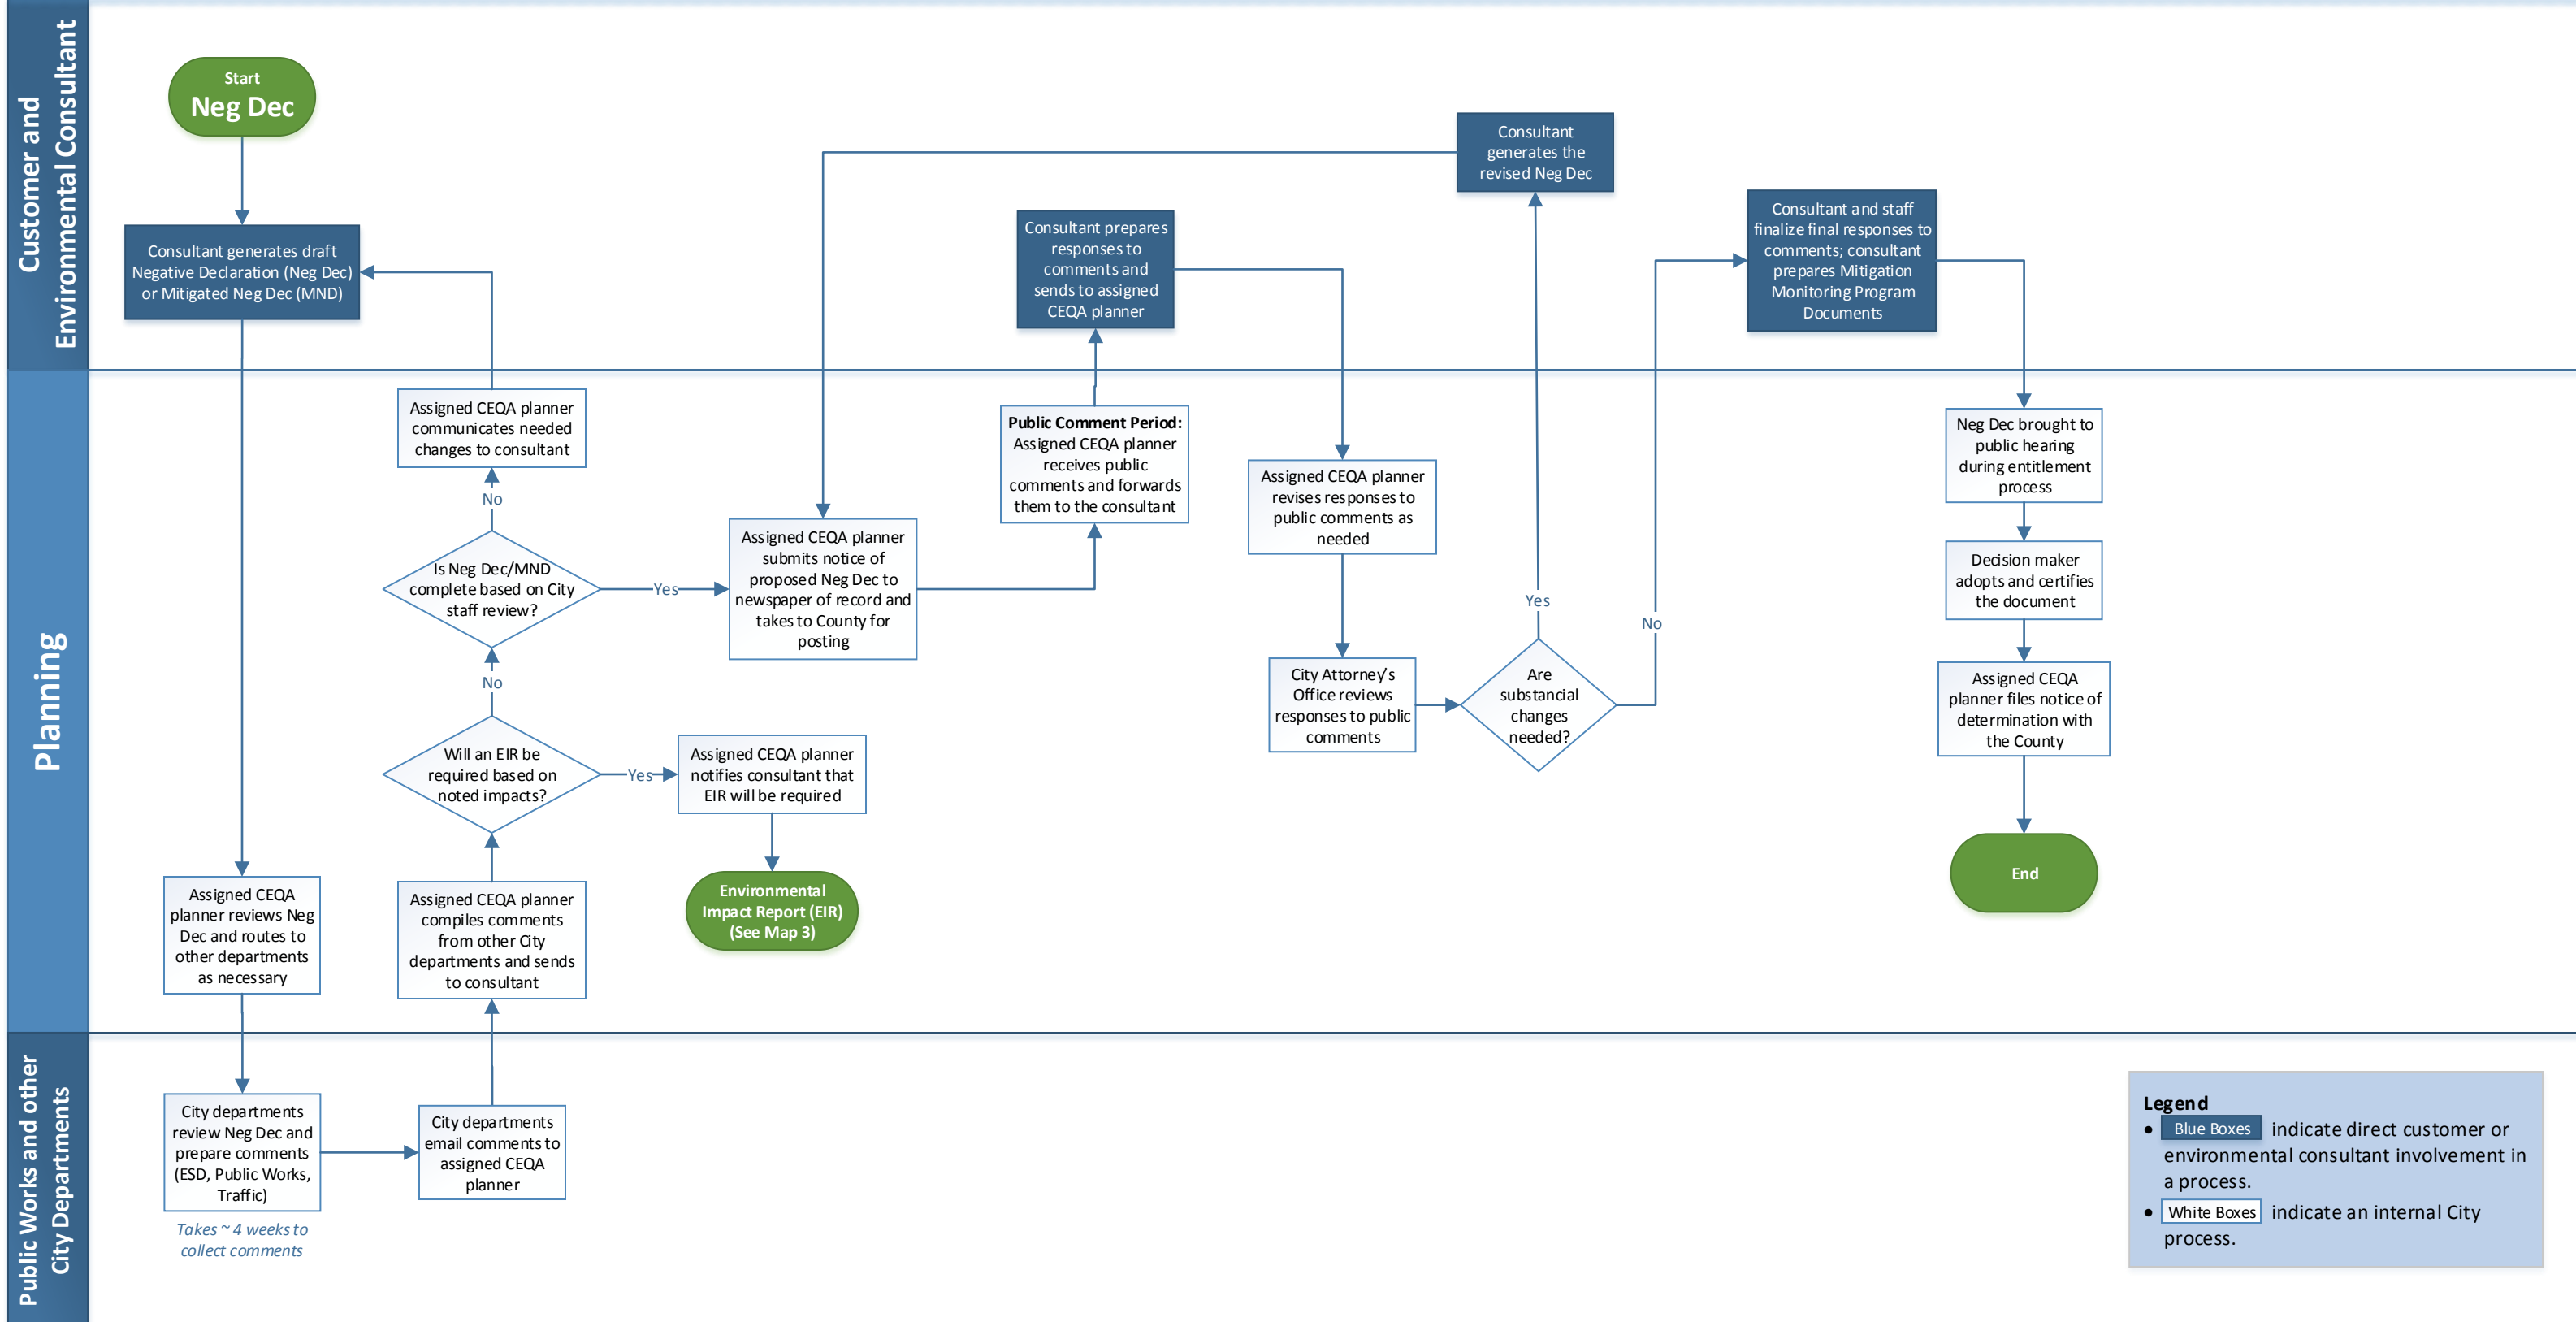 Customer and
Environmental Consultant
Start
Neg Dec
Consultant generates draft
Negative Declaration (Neg Dec)
or Mitigated Neg Dec (MND)
Consultant prepares
responses to
comments and
sends to assigned
CEQA planner
Consultant
generates the
revised Neg Dec
Consultant and staff
finalize final responses to
comments; consultant
prepares Mitigation
Monitoring Program
Documents
Planning
Assigned CEQA planner
communicates needed
changes to consultant
No
Is Neg Dec/MND
complete based on City
staff review?
Yes
No
Will an EIR be
required based on
noted impacts?
Yes
Assigned CEQA planner
notifies consultant that
EIR will be required
Environmental
Impact Report (EIR)
(See Map 3)
Assigned CEQA
planner reviews Neg
Dec and routes to
other departments
as necessary
Assigned CEQA planner
compiles comments
from other City
departments and sends
to consultant
Assigned CEQA planner
submits notice of
proposed Neg Dec to
newspaper of record and
takes to County for
posting
Public Comment Period:
Assigned CEQA planner
receives public
comments and forwards
them to the consultant
Assigned CEQA planner
revises responses to
public comments as
needed
City Attorney's
Office reviews
responses to public
comments
Are
substancial
changes
needed?
Yes
No
Neg Dec brought to
public hearing
during entitlement
process
Decision maker
adopts and certifies
the document
Assigned CEQA
planner files notice of
determination with
the County
End
Public Works and other
City Departments
City departments
review Neg Dec and
prepare comments
(ESD, Public Works,
Traffic)
Takes ~ 4 weeks to
collect comments
City departments
email comments to
assigned CEQA
planner
Legend
• Blue Boxes indicate direct customer or
environmental consultant involvement in
a process.
• White Boxes indicate an internal City
process.